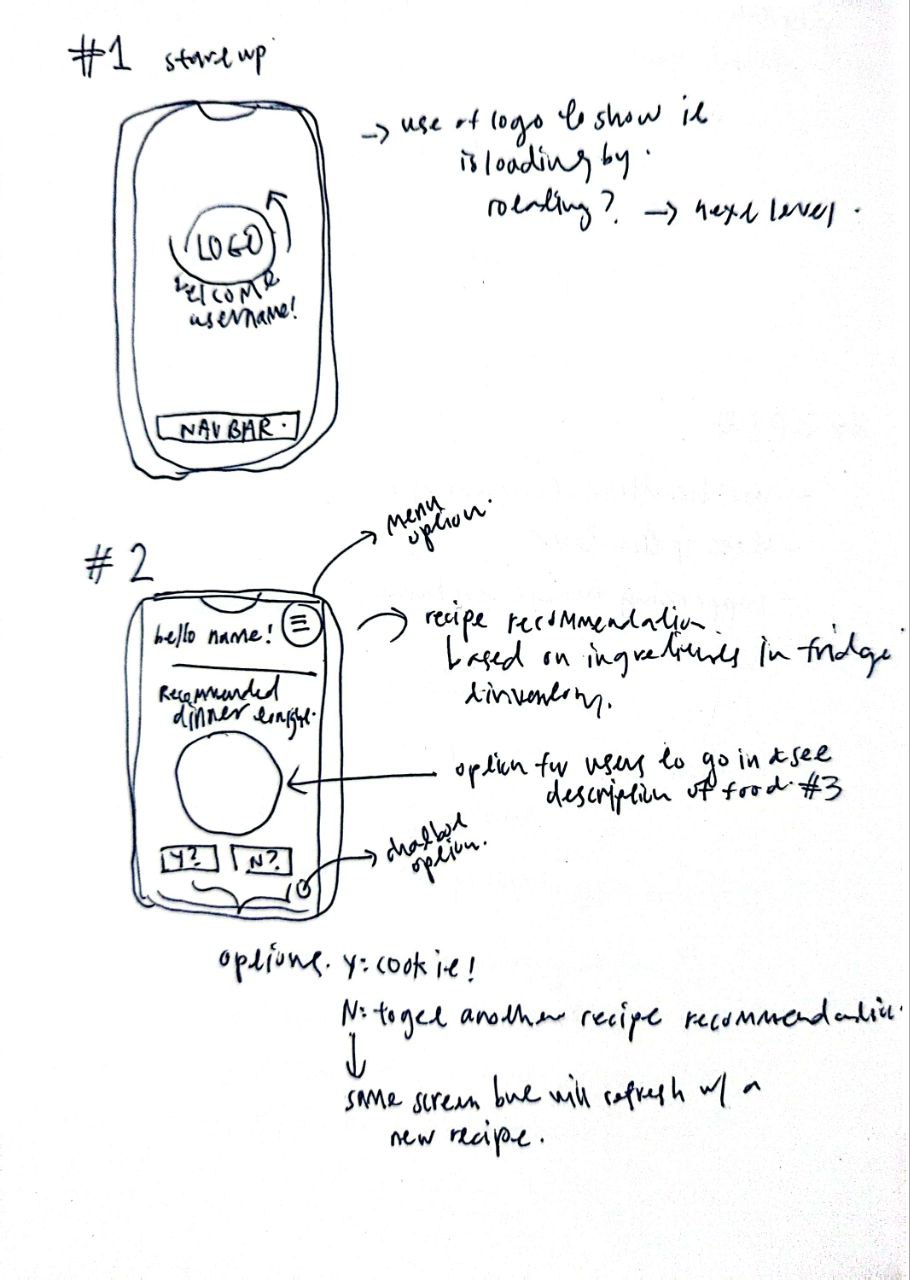 #1 startup
→ use of logo to show it
is loading by
rotating? → next level.
LOGO
Welcome
username!
NAVBAR.
#2
menu
option.
hello name!
→ recipe recommendation
based on ingredients in fridge
& inventory.
Recommended
dinner tonight.
option for users to go in & see
description of food. #3
Y? N?
chatbot
option.
options. Y: cook it!
N: to get another recipe recommendation.
↓
same screen but will refresh w/ a
new recipe.